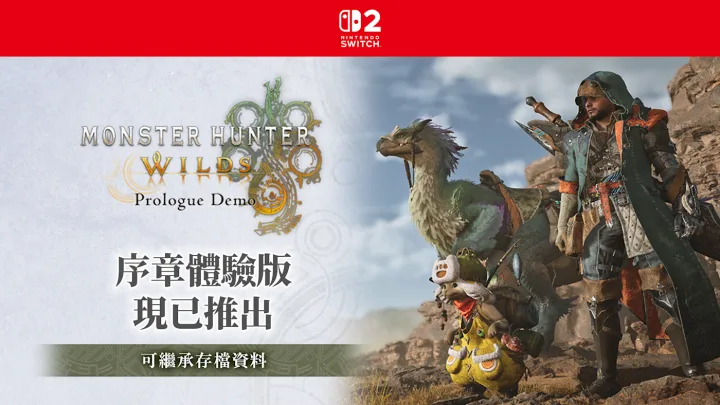 2
NINTENDO
SWITCH
MONSTER HUNTER
WILDS
Prologue Demo
序章體驗版
現已推出
可繼承存檔資料